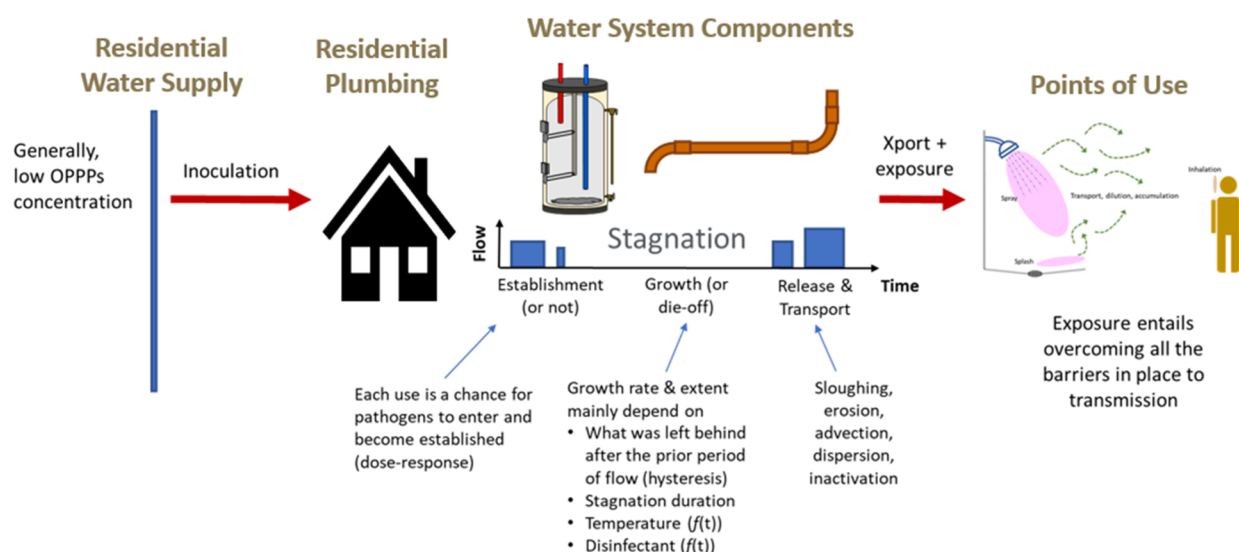 Residential
Water Supply
Generally,
low OPPPs
concentration
Inoculation
Residential
Plumbing
Water System Components
Flow
Stagnation
Time
Establishment
(or not)
Growth (or
die-off)
Release &
Transport
Each use is a chance for
pathogens to enter and
become established
(dose-response)
Growth rate & extent
mainly depend on
• What was left behind
after the prior period
of flow (hysteresis)
• Stagnation duration
• Temperature (f(t))
• Disinfectant (f(t))
Sloughing,
erosion,
advection,
dispersion,
inactivation
Xport +
exposure
Points of Use
Inhalation
Spray
Transport, dilution, accumulation
Splash
Exposure entails
overcoming all the
barriers in place to
transmission